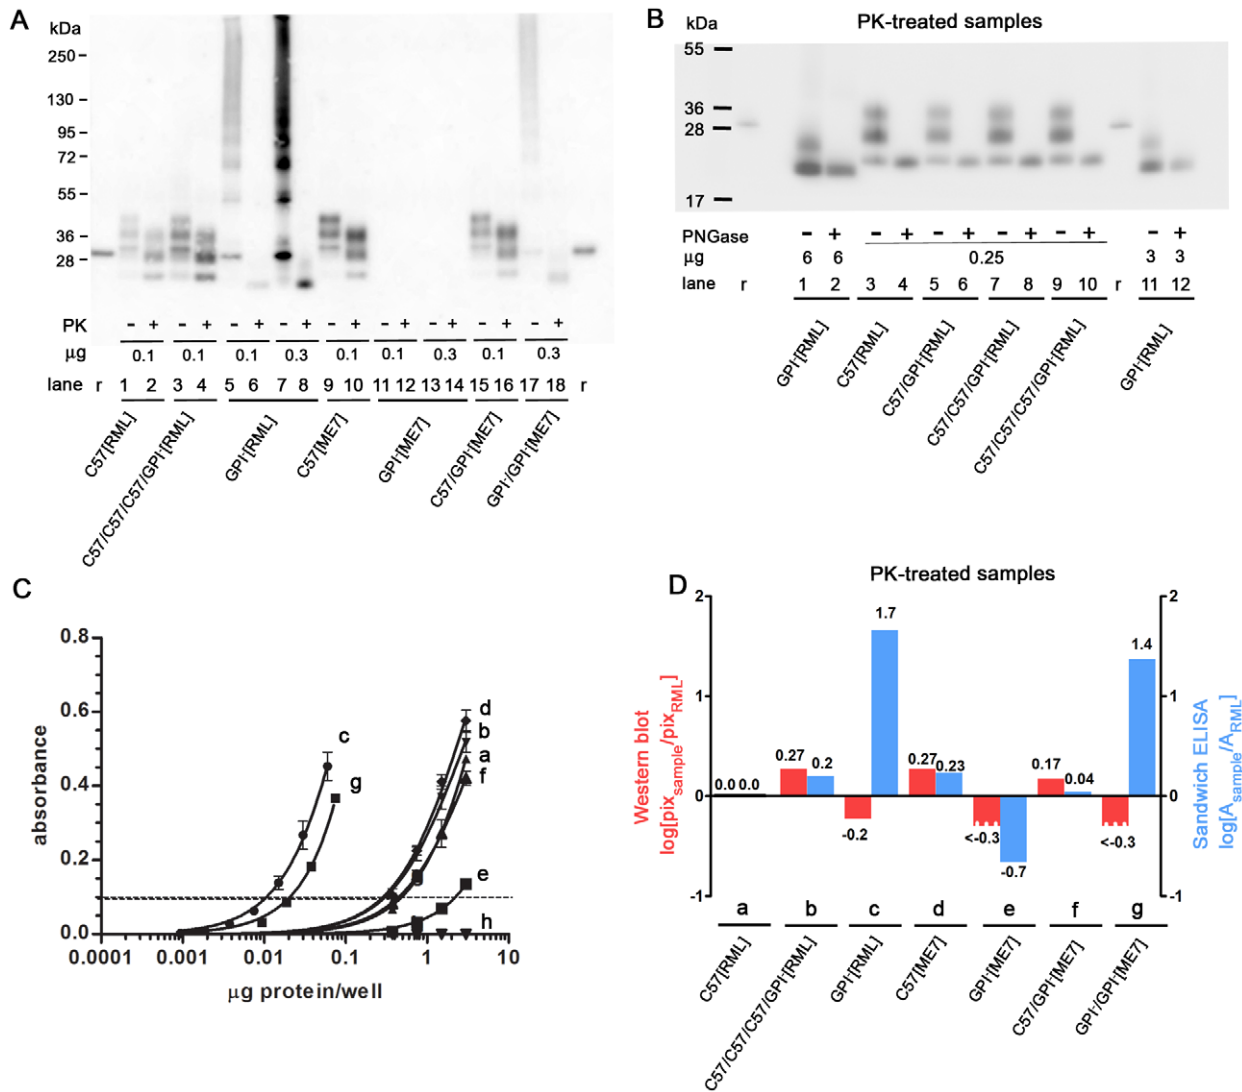 A
kDa
250
130
95
72
55
36
28
PK - + - + - + - + - + - + - + - + - +
µg 0.1 0.1 0.1 0.3 0.1 0.1 0.3 0.1 0.3
lane r 1 2 3 4 5 6 7 8 9 10 11 12 13 14 15 16 17 18 r
C57[RML]
C57/C57/C57/GPI-[RML]
GPI-[RML]
C57[ME7]
GPI-[ME7]
C57/GPI-[ME7]
GPI-/GPI-[ME7]
B
PK-treated samples
kDa
55
36
28
17
PNGase - + - + - + - + - + - +
µg 6 6 0.25 3 3
lane r 1 2 3 4 5 6 7 8 9 10 r 11 12
GPI-[RML]
C57[RML]
C57/GPI-[RML]
C57/C57/GPI-[RML]
C57/C57/C57/GPI-[RML]
GPI-[RML]
C
absorbance
0.8
0.6
0.4
0.2
0.0
0.0001 0.001 0.01 0.1 1 10
µg protein/well
c
g
d
b
a
f
e
h
D
PK-treated samples
Western blot
log[pixsample/pixRML]
2
1
0
-1
0.0 0.0
0.27 0.2
-0.2 1.7
0.27 0.23
<-0.3 -0.7
0.17 0.04
<-0.3 1.4
2
1
0
-1
Sandwich ELISA
log[Asample/ARML]
a b c d e f g
C57[RML]
C57/C57/C57/GPI-[RML]
GPI-[RML]
C57[ME7]
GPI-[ME7]
C57/GPI-[ME7]
GPI-/GPI-[ME7]